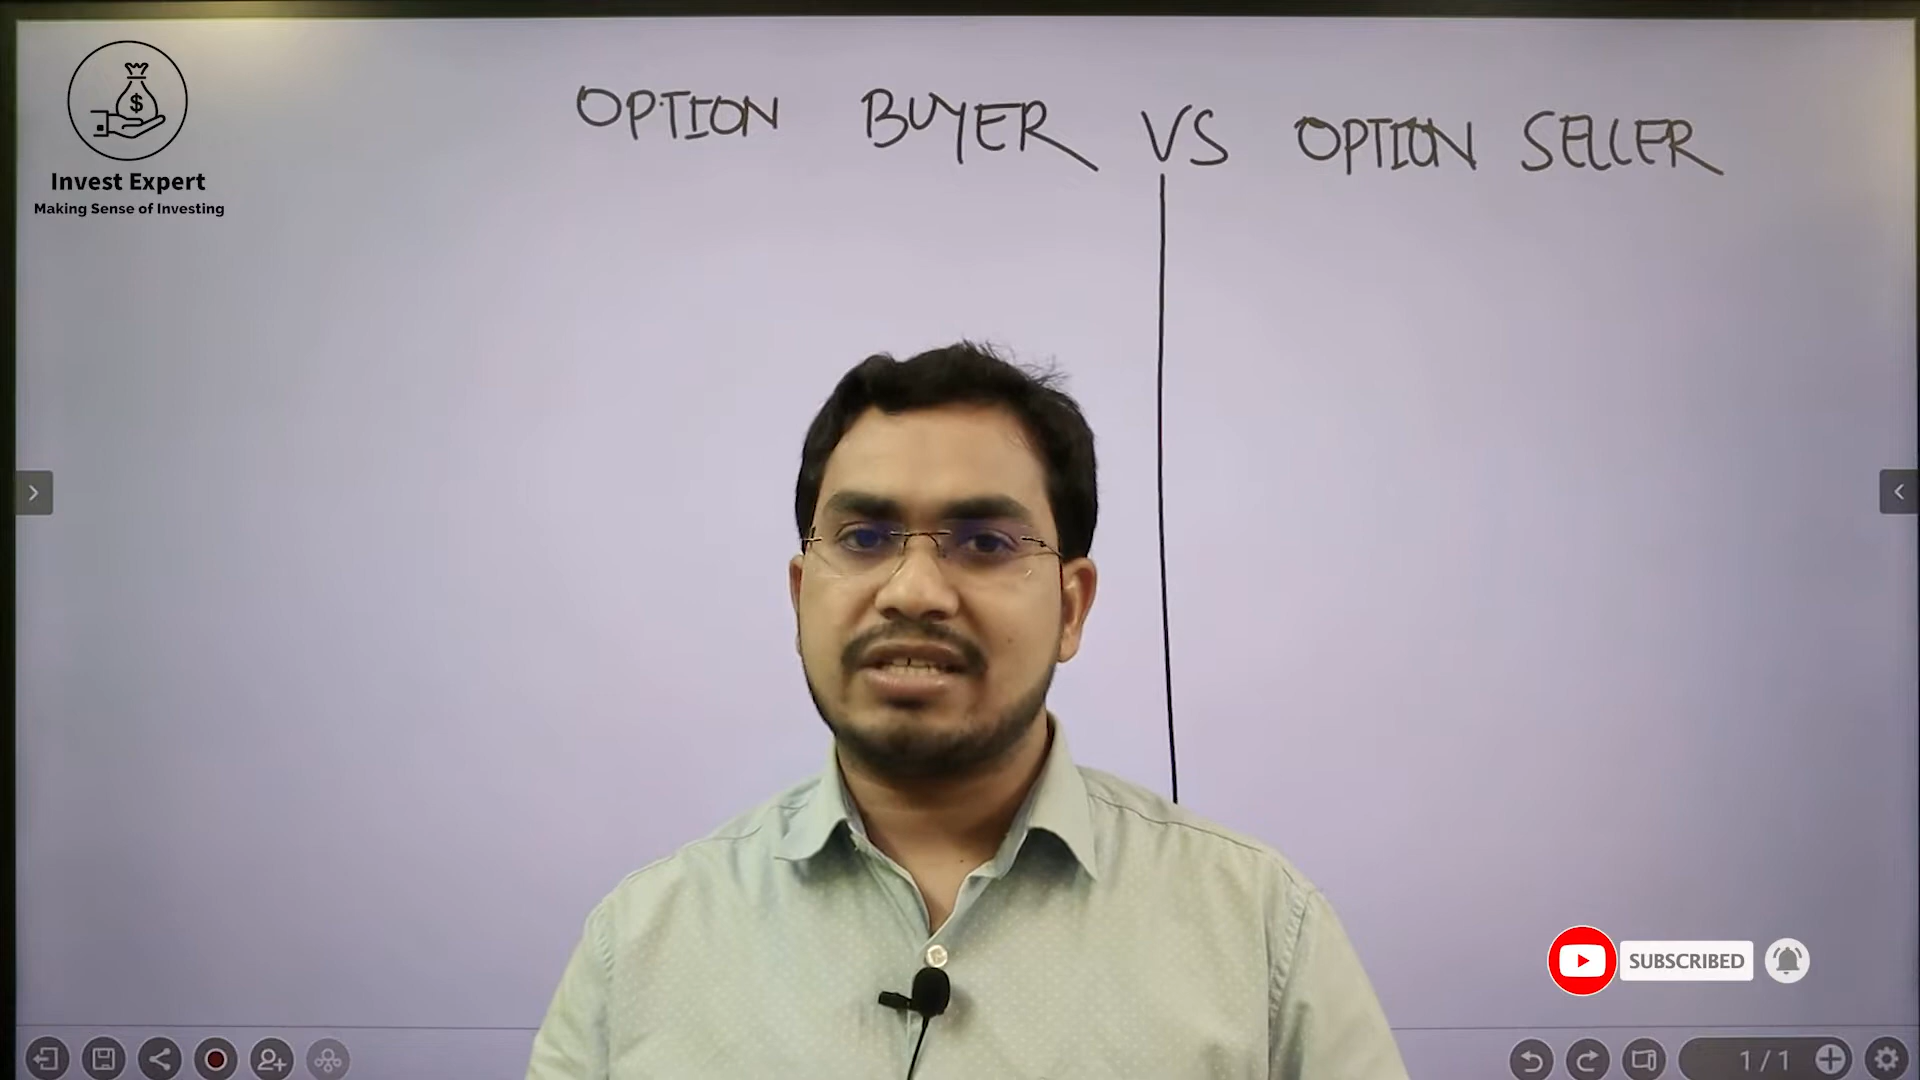 OPTION BUYER VS OPTION SELLER
Invest Expert
Making Sense of Investing
SUBSCRIBED
1/1